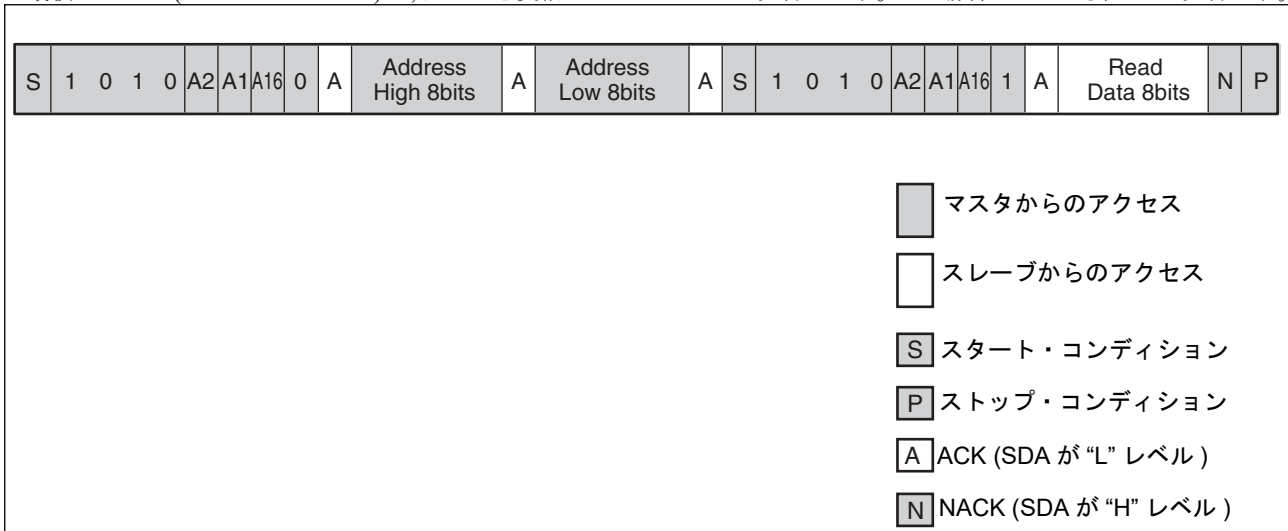 S 1 0 1 0 A2 A1 A16 0 A Address High 8bits A Address Low 8bits A S 1 0 1 0 A2 A1 A16 1 A Read Data 8bits N P
マスタからのアクセス
スレーブからのアクセス
S スタート・コンディション
P ストップ・コンディション
A ACK (SDA が “L” レベル )
N NACK (SDA が “H” レベル )